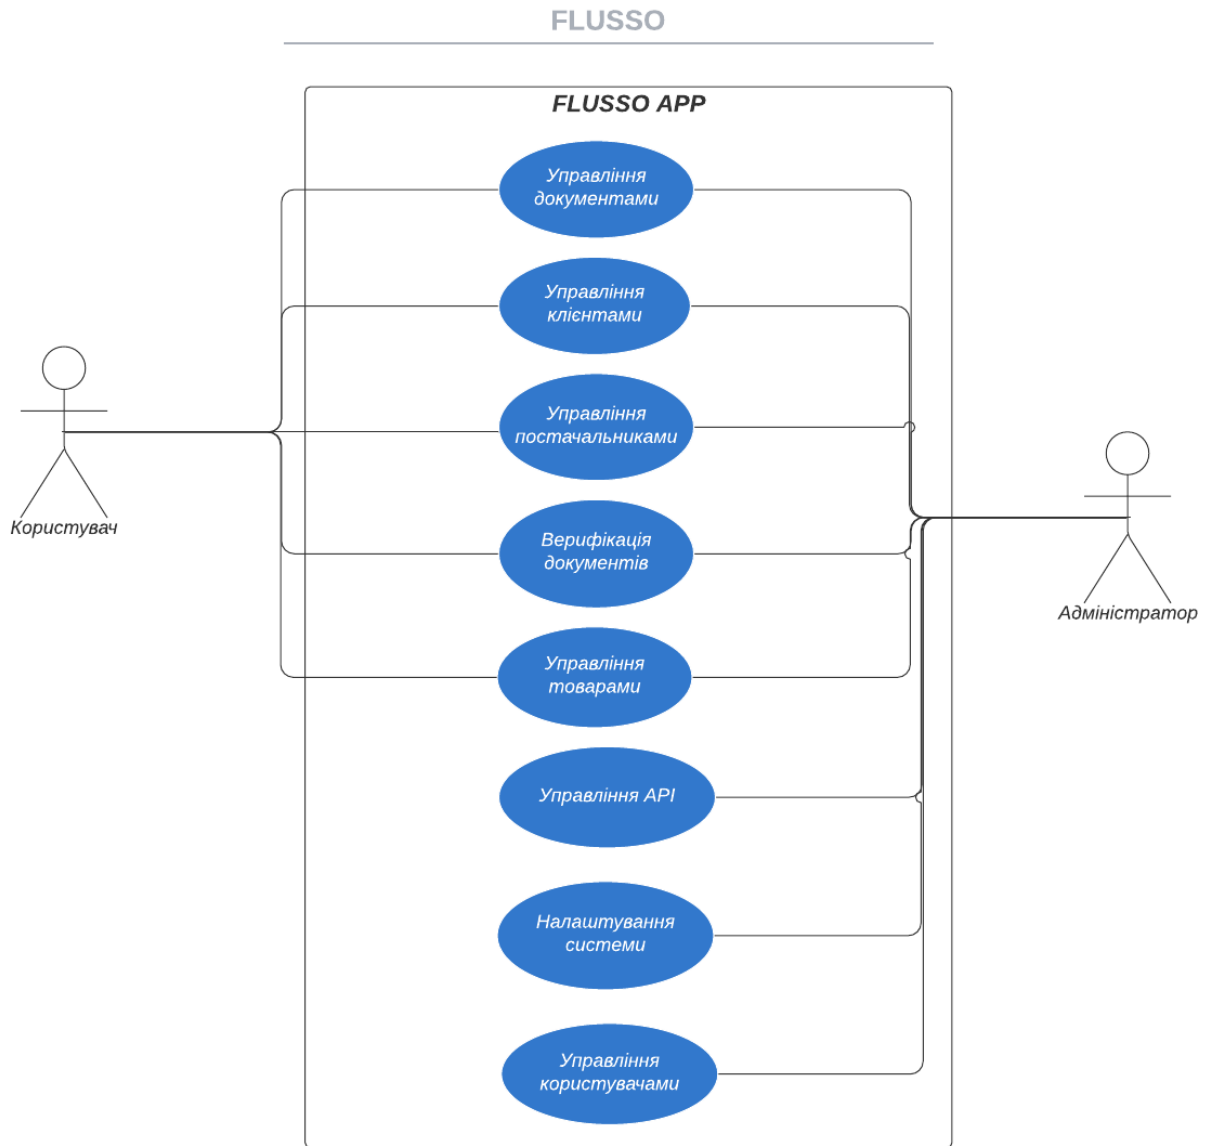 FLUSSO
FLUSSO APP
Управління
документами
Управління
клієнтами
Управління
постачальниками
Користувач
Верифікація
документів
Адміністратор
Управління
товарами
Управління API
Налаштування
системи
Управління
користувачами